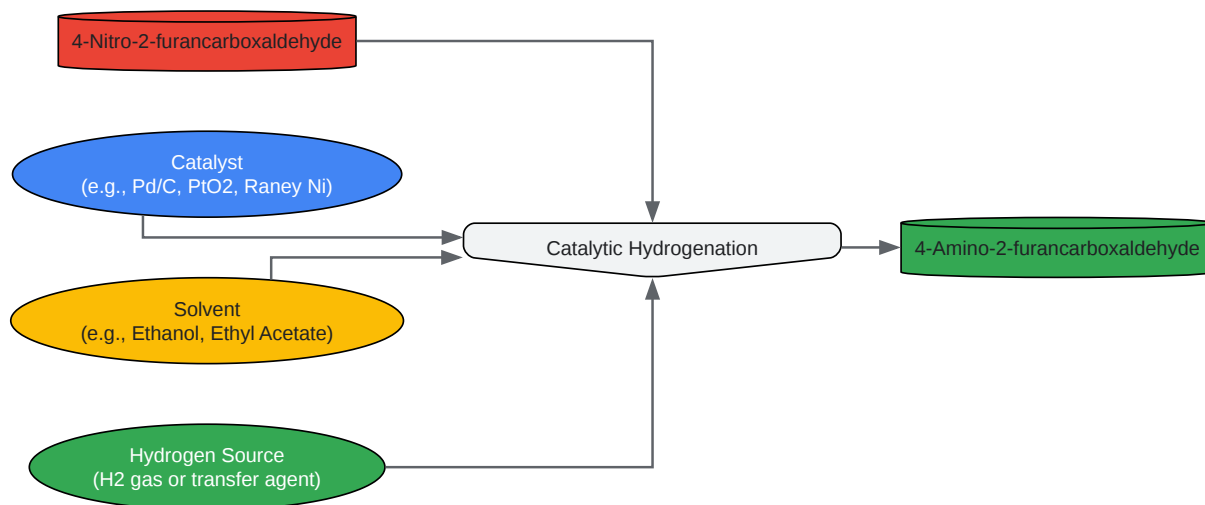 4-Nitro-2-furancarboxaldehyde
Catalyst
(e.g., Pd/C, PtO2, Raney Ni)
Catalytic Hydrogenation
4-Amino-2-furancarboxaldehyde
Solvent
(e.g., Ethanol, Ethyl Acetate)
Hydrogen Source
(H2 gas or transfer agent)